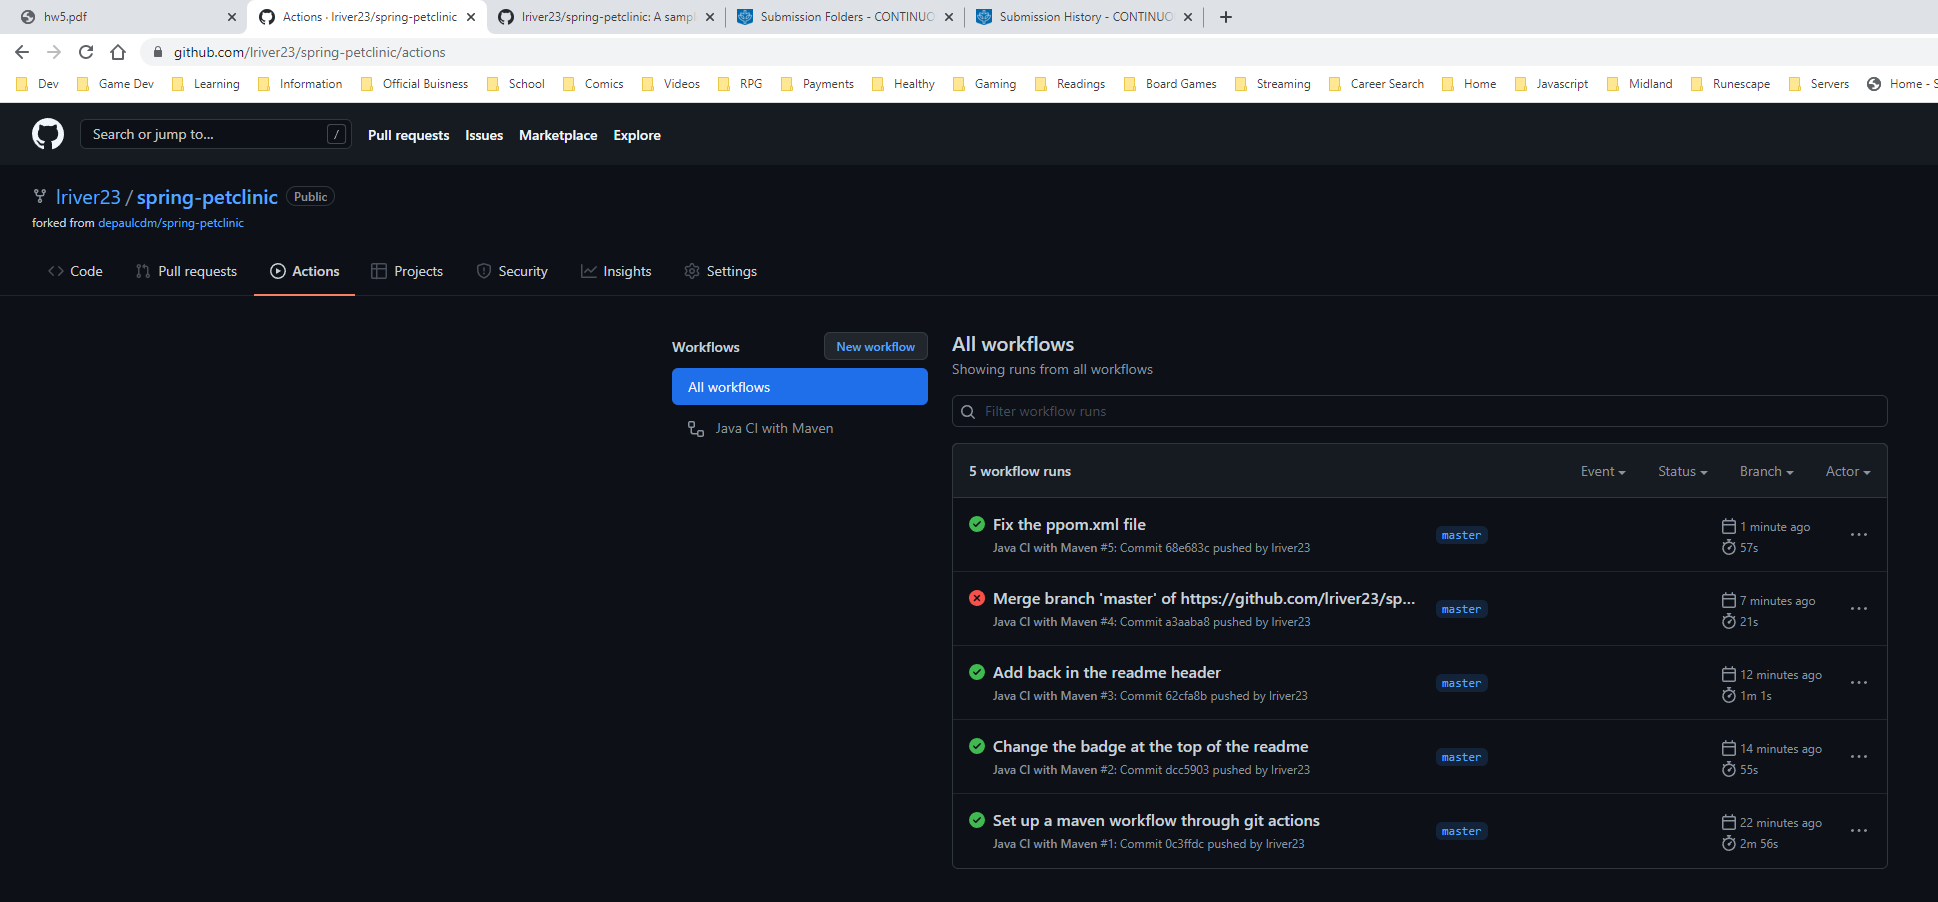 hw5.pdf
Actions · lriver23/spring-petclinic
lriver23/spring-petclinic: A samp
Submission Folders - CONTINUO
Submission History - CONTINUO
github.com/lriver23/spring-petclinic/actions
Dev Game Dev Learning Information Official Buisness School Comics Videos RPG Payments Healthy Gaming Readings Board Games Streaming Career Search Home Javascript Midland Runescape Servers Home - S
Search or jump to... /
Pull requests Issues Marketplace Explore
lriver23 / spring-petclinic Public
forked from depaulcdm/spring-petclinic
Code Pull requests Actions Projects Security Insights Settings
Workflows New workflow
All workflows
Java CI with Maven
All workflows
Showing runs from all workflows
Filter workflow runs
5 workflow runs Event Status Branch Actor
Fix the ppom.xml file
Java CI with Maven #5: Commit 68e683c pushed by lriver23
master
1 minute ago
57s
Merge branch 'master' of https://github.com/lriver23/sp...
Java CI with Maven #4: Commit a3aaba8 pushed by lriver23
master
7 minutes ago
21s
Add back in the readme header
Java CI with Maven #3: Commit 62cfa8b pushed by lriver23
master
12 minutes ago
1m 1s
Change the badge at the top of the readme
Java CI with Maven #2: Commit dcc5903 pushed by lriver23
master
14 minutes ago
55s
Set up a maven workflow through git actions
Java CI with Maven #1: Commit 0c3ffdc pushed by lriver23
master
22 minutes ago
2m 56s